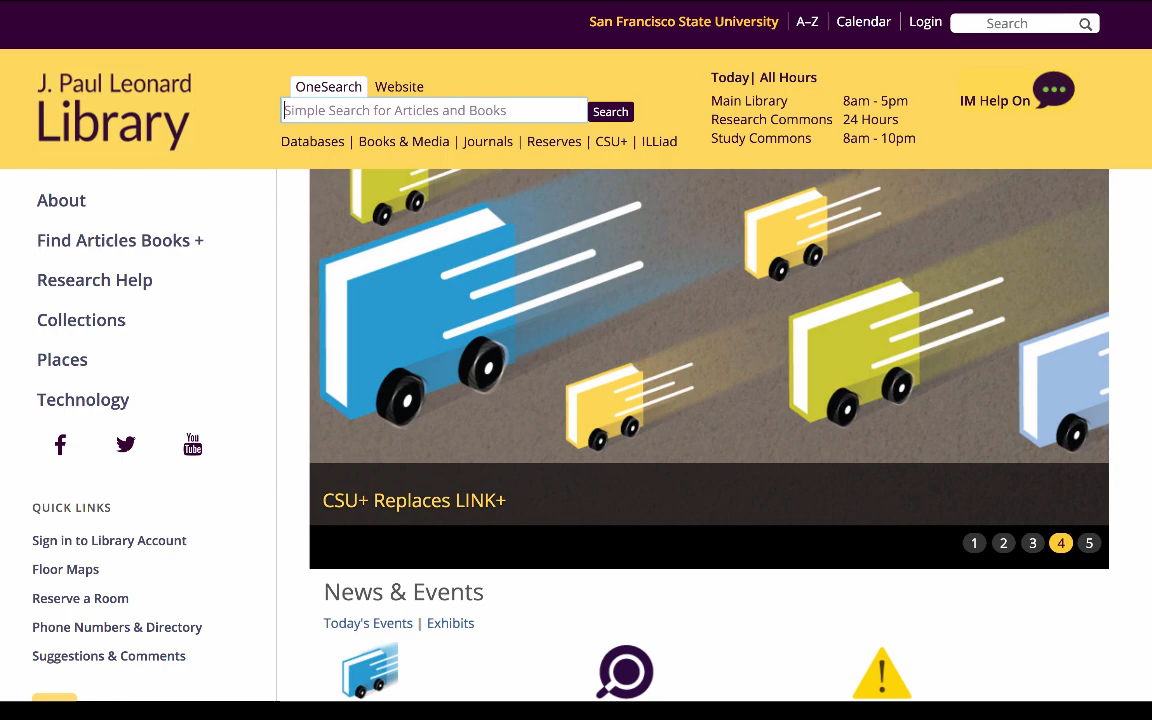 San Francisco State University A–Z Calendar Login Search
J. Paul Leonard
Library
OneSearch Website
Simple Search for Articles and Books Search
Databases | Books & Media | Journals | Reserves | CSU+ | ILLiad
Today| All Hours
Main Library 8am - 5pm
Research Commons 24 Hours
Study Commons 8am - 10pm
IM Help On
About
Find Articles Books +
Research Help
Collections
Places
Technology
You
Tube
QUICK LINKS
Sign in to Library Account
Floor Maps
Reserve a Room
Phone Numbers & Directory
Suggestions & Comments
CSU+ Replaces LINK+
1 2 3 4 5
News & Events
Today's Events | Exhibits